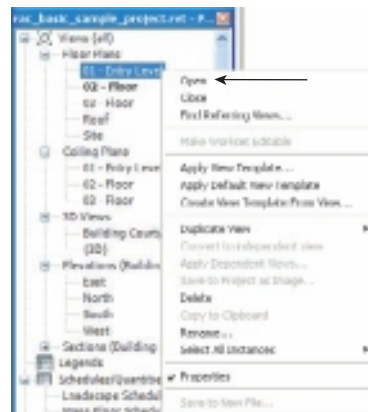 rac_basic_sample_project.rvt - P...
Views (all)
Floor Plans
01 - Entry Level
02 - Floor
03 - Floor
Roof
Site
Ceiling Plans
01 - Entry Leve
02 - Floor
03 - Floor
3D Views
Building Courty
{3D}
Elevations (Buildin
East
North
South
West
Sections (Building
Legends
Schedules/Quantitie
Landscape Schedul
Open
Close
Find Referring Views...
Make Workset Editable
Apply View Template...
Apply Default View Template
Create View Template From View...
Duplicate View
Convert to independent view
Apply Dependent Views...
Save to Project as Image...
Delete
Copy to Clipboard
Rename...
Select All Instances
Properties
Save to New File...